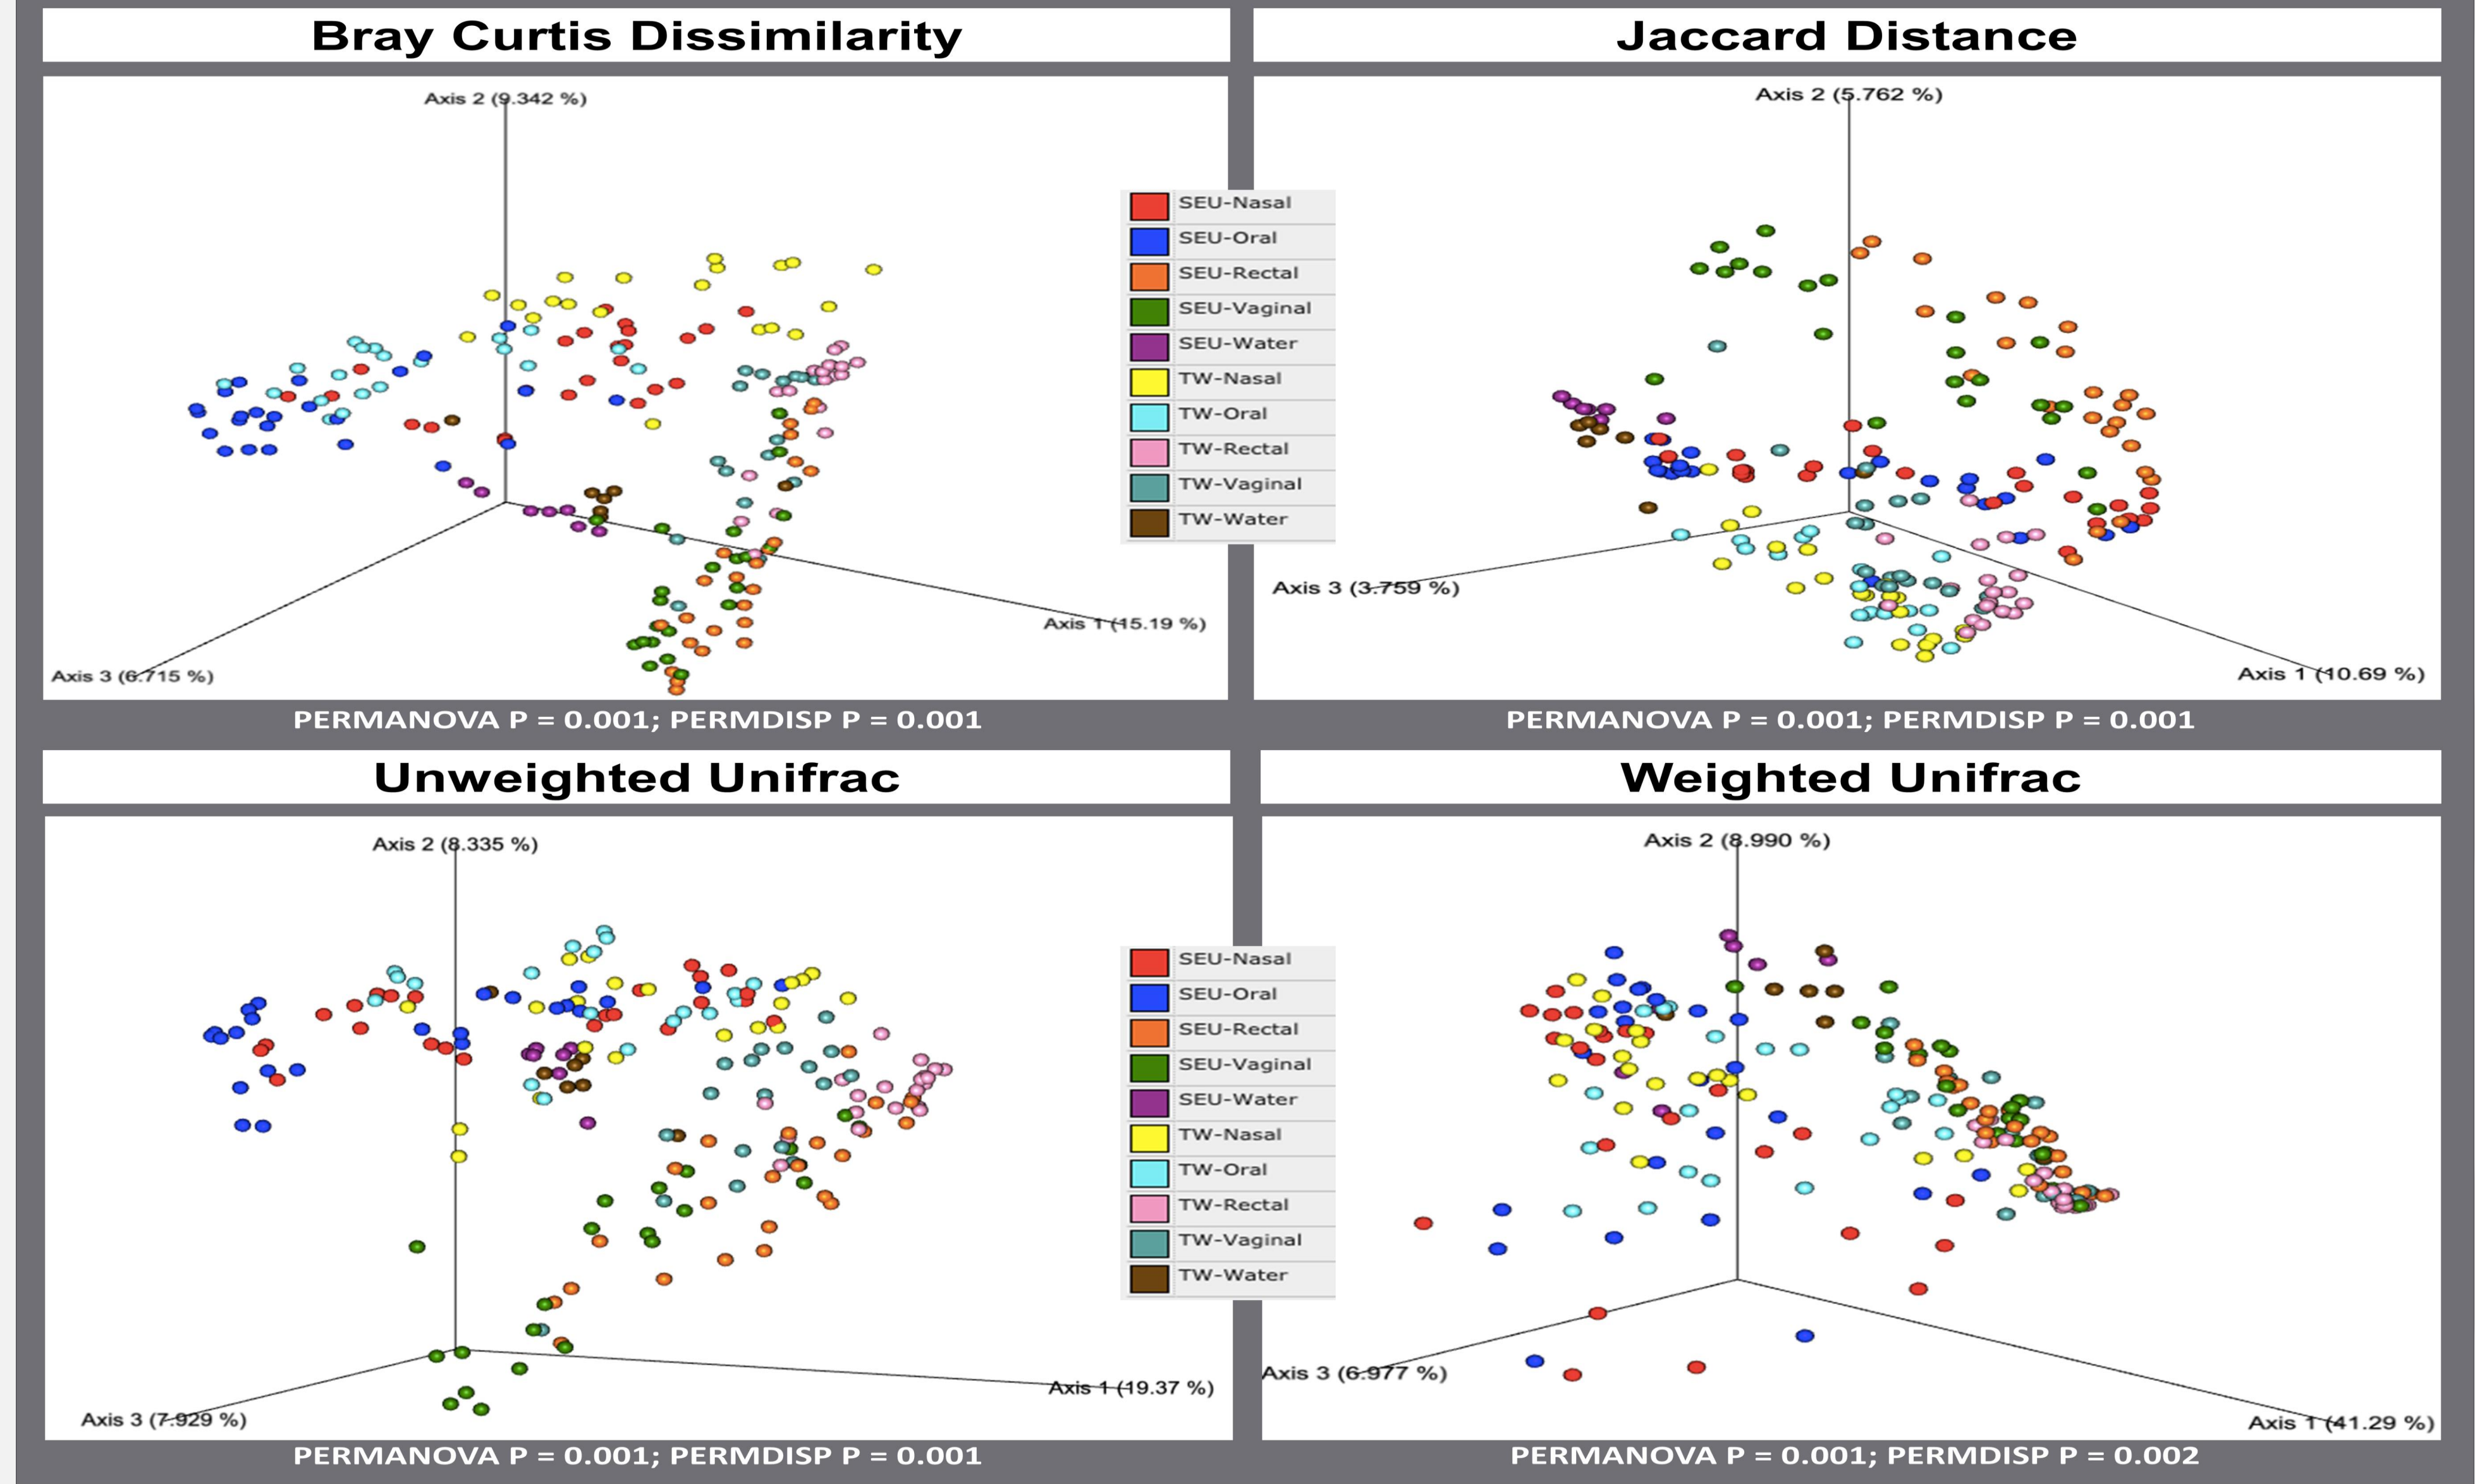 Bray Curtis Dissimilarity
Jaccard Distance
Axis 2 (9.342 %)
Axis 3 (6.715 %)
Axis 1 (15.19 %)
SEU-Nasal
SEU-Oral
SEU-Rectal
SEU-Vaginal
SEU-Water
TW-Nasal
TW-Oral
TW-Rectal
TW-Vaginal
TW-Water
Axis 2 (5.762 %)
Axis 3 (3.759 %)
Axis 1 (10.69 %)
PERMANOVA P = 0.001; PERMDISP P = 0.001
PERMANOVA P = 0.001; PERMDISP P = 0.001
Unweighted Unifrac
Weighted Unifrac
Axis 2 (8.335 %)
Axis 3 (7.929 %)
Axis 1 (19.37 %)
SEU-Nasal
SEU-Oral
SEU-Rectal
SEU-Vaginal
SEU-Water
TW-Nasal
TW-Oral
TW-Rectal
TW-Vaginal
TW-Water
Axis 2 (8.990 %)
Axis 3 (6.977 %)
Axis 1 (41.29 %)
PERMANOVA P = 0.001; PERMDISP P = 0.001
PERMANOVA P = 0.001; PERMDISP P = 0.002